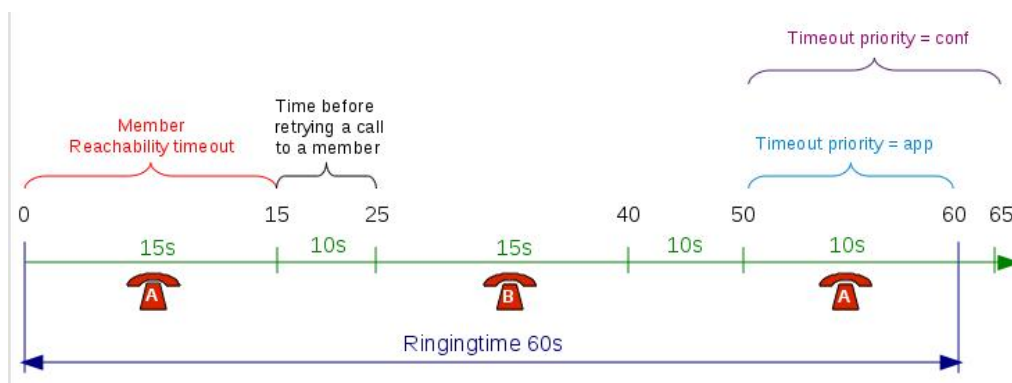 Timeout priority = conf
Time before
retrying a call
to a member
Member
Reachability timeout
Timeout priority = app
0 15 25 40 50 60 65
15s 10s 15s 10s 10s
A B A
Ringingtime 60s